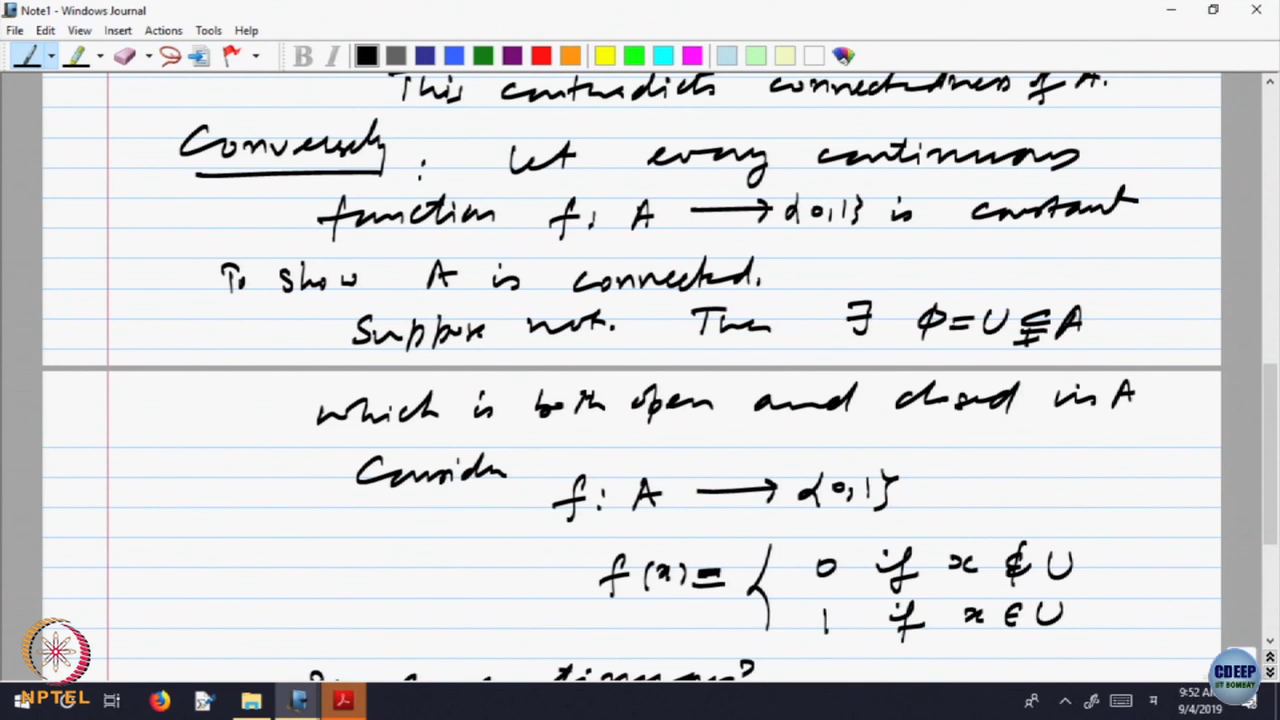 Note1 - Windows Journal
File Edit View Insert Actions Tools Help
This contradicts connectedness of A.
Conversely : Let every continuous
function f : A ⟶ {0,1} is constant
To show A is connected.
Suppose not. Then ∃ φ = U ⊊ A
which is both open and closed in A
Consider f : A ⟶ {0,1}
f(x) = { 0 if x ∉ U
1 if x ∈ U
NPTEL
CDEEP
IIT BOMBAY
9:52
9/4/2019